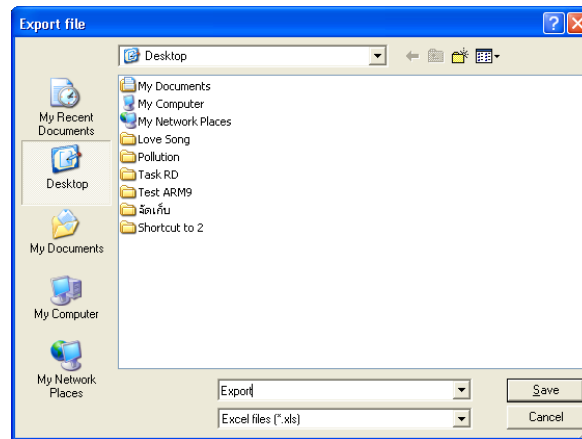 Export file
Desktop
My Recent
Documents
Desktop
My Documents
My Computer
My Network
Places
My Documents
My Computer
My Network Places
Love Song
Pollution
Task RD
Test ARM9
จัดเก็บ
Shortcut to 2
Export
Save
Excel files (*.xls)
Cancel